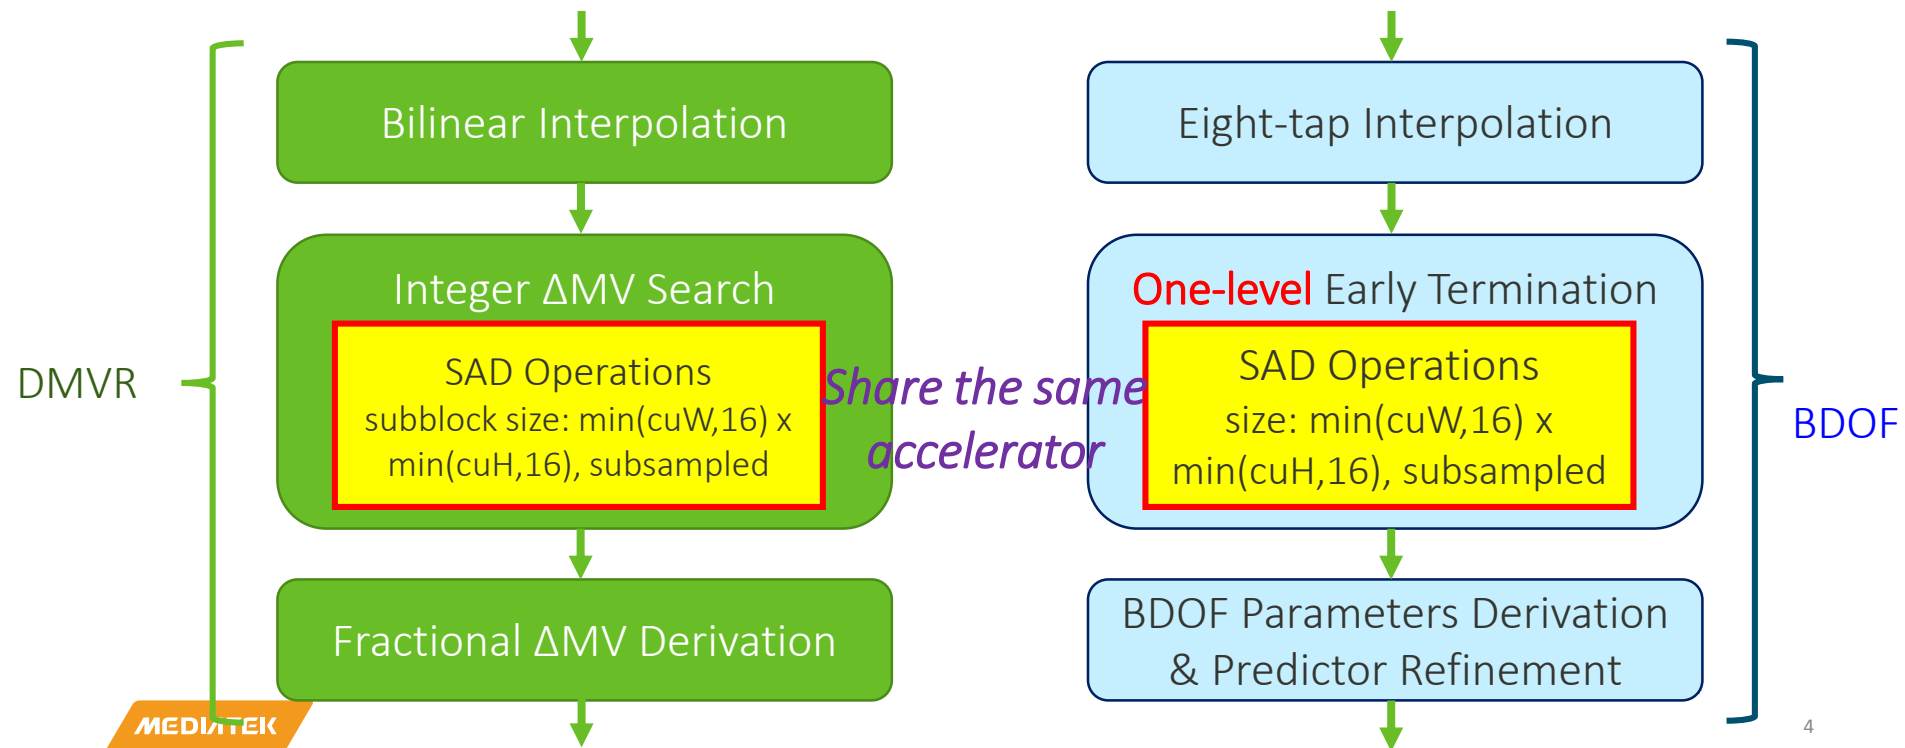 Bilinear Interpolation
Integer ΔMV Search
SAD Operations
subblock size: min(cuW,16) x
min(cuH,16), subsampled
Fractional ΔMV Derivation
DMVR
Share the same
accelerator
Eight-tap Interpolation
One-level Early Termination
SAD Operations
size: min(cuW,16) x
min(cuH,16), subsampled
BDOF Parameters Derivation
& Predictor Refinement
BDOF
MEDIATEK
4